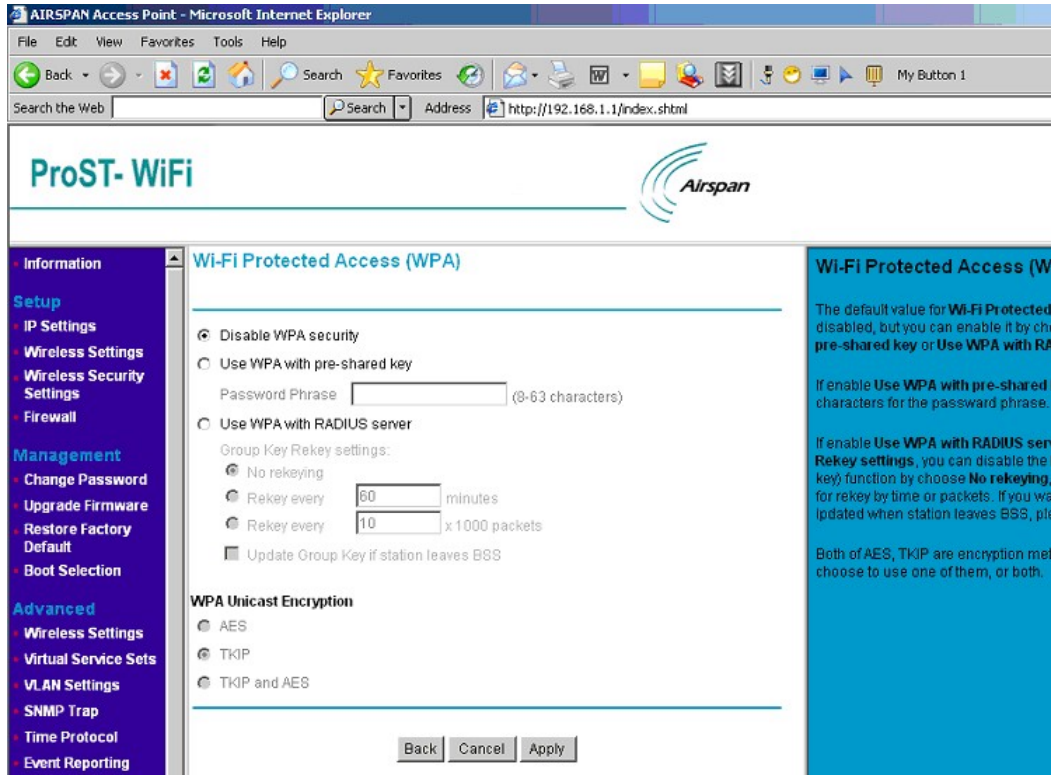 AIRSPAN Access Point - Microsoft Internet Explorer
File Edit View Favorites Tools Help
Back Search Favorites My Button 1
Search the Web Search Address http://192.168.1.1/index.shtml
ProST- WiFi
Airspan
Information
Setup
IP Settings
Wireless Settings
Wireless Security
Settings
Firewall
Management
Change Password
Upgrade Firmware
Restore Factory
Default
Boot Selection
Advanced
Wireless Settings
Virtual Service Sets
VLAN Settings
SNMP Trap
Time Protocol
Event Reporting
Wi-Fi Protected Access (WPA)
Disable WPA security
Use WPA with pre-shared key
Password Phrase (8-63 characters)
Use WPA with RADIUS server
Group Key Rekey settings:
No rekeying
Rekey every 60 minutes
Rekey every 10 x 1000 packets
Update Group Key if station leaves BSS
WPA Unicast Encryption
AES
TKIP
TKIP and AES
Back Cancel Apply
Wi-Fi Protected Access (W
The default value for Wi-Fi Protected
disabled, but you can enable it by ch
pre-shared key or Use WPA with RA
If enable Use WPA with pre-shared
characters for the passward phrase.
If enable Use WPA with RADIUS ser
Rekey settings, you can disable the
key) function by choose No rekeying,
for rekey by time or packets. If you wa
Ipdated when station leaves BSS, ple
Both of AES, TKIP are encryption met
choose to use one of them, or both.